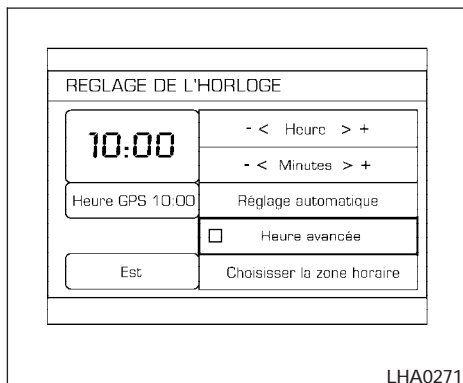 REGLAGE DE L'HORLOGE
10:00
- < Heure > +
- < Minutes > +
Heure GPS 10:00
Réglage automatique
Heure avancée
Est
Choisisser la zone horaire
LHA0271